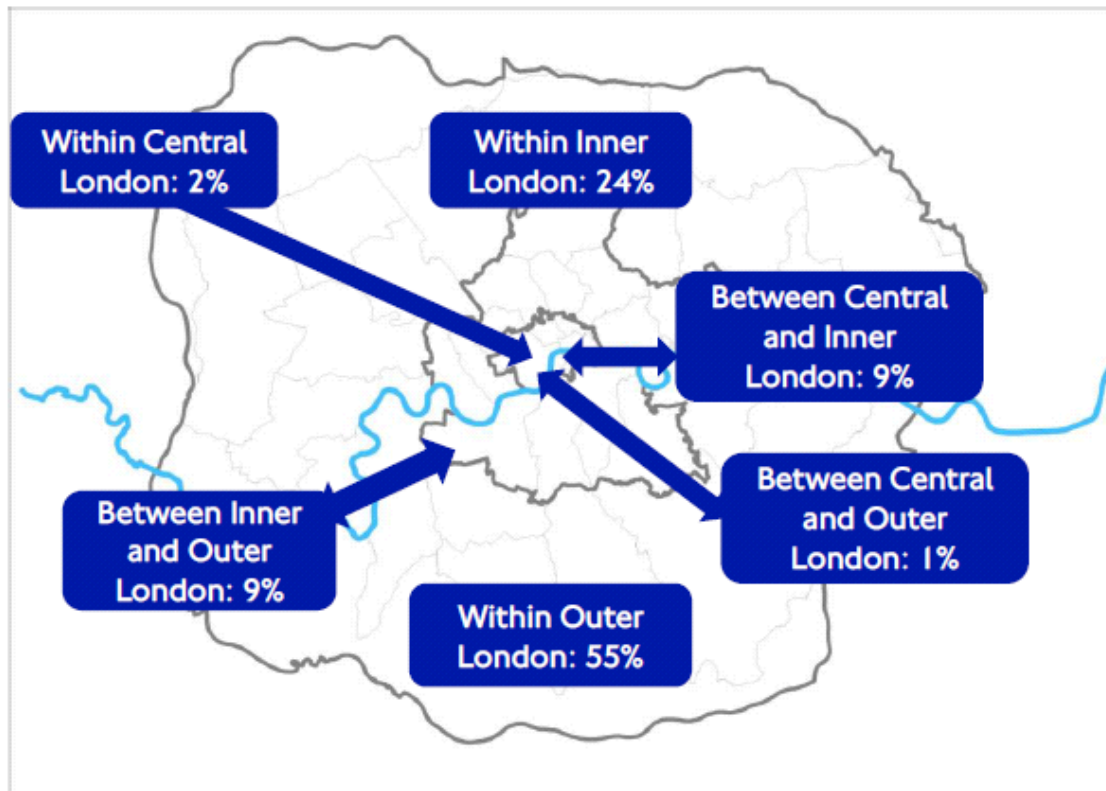 Within Central
London: 2%
Within Inner
London: 24%
Between Central
and Inner
London: 9%
Between Inner
and Outer
London: 9%
Between Central
and Outer
London: 1%
Within Outer
London: 55%